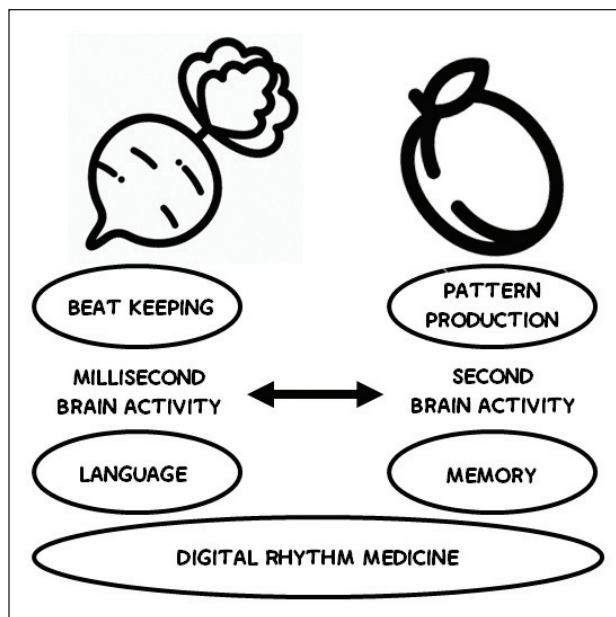 BEAT KEEPING
PATTERN
PRODUCTION
MILLISECOND
BRAIN ACTIVITY
SECOND
BRAIN ACTIVITY
LANGUAGE
MEMORY
DIGITAL RHYTHM MEDICINE